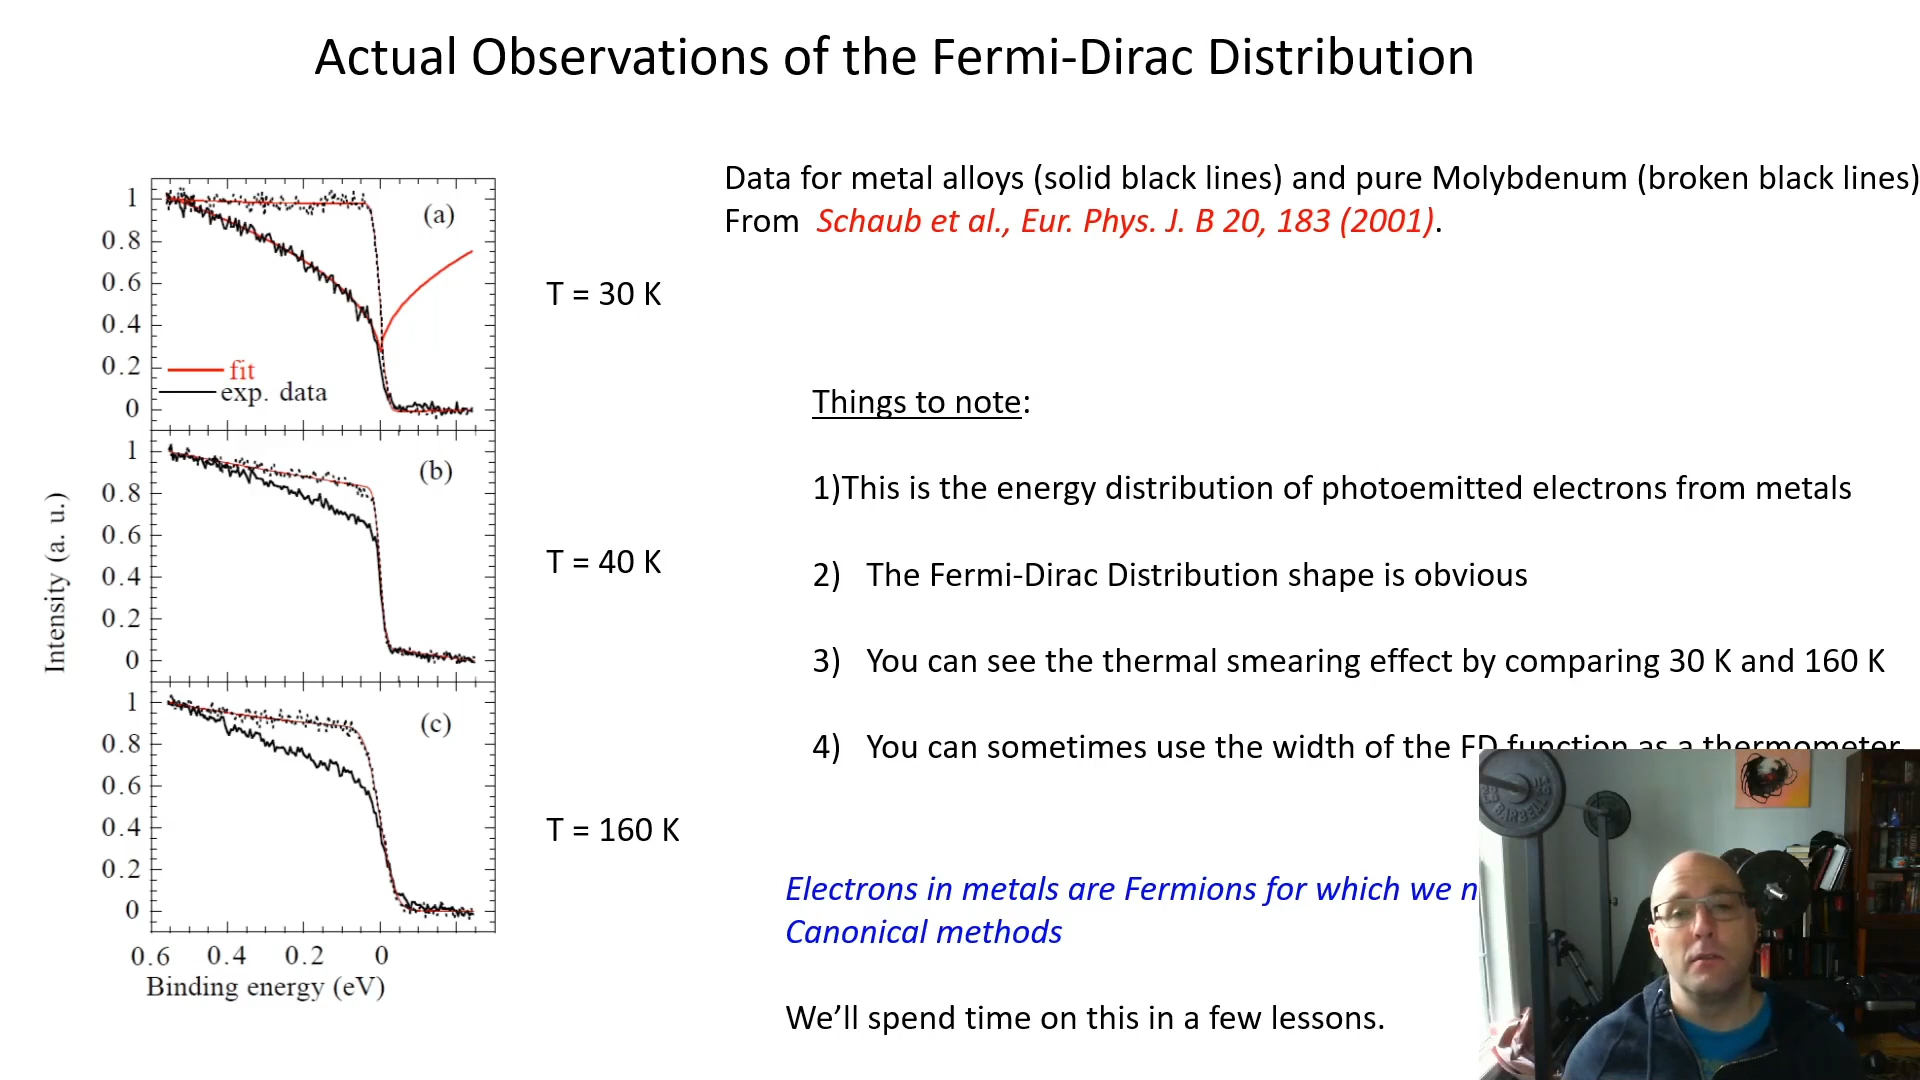 Actual Observations of the Fermi-Dirac Distribution
Data for metal alloys (solid black lines) and pure Molybdenum (broken black lines)
From Schaub et al., Eur. Phys. J. B 20, 183 (2001).
1
0.8
0.6
0.4
0.2
0
(a)
fit
exp. data
T = 30 K
1
0.8
0.6
0.4
0.2
0
(b)
T = 40 K
1
0.8
0.6
0.4
0.2
0
(c)
T = 160 K
0.6 0.4 0.2 0
Binding energy (eV)
Intensity (a. u.)
Things to note:
1)This is the energy distribution of photoemitted electrons from metals
2) The Fermi-Dirac Distribution shape is obvious
3) You can see the thermal smearing effect by comparing 30 K and 160 K
4) You can sometimes use the width of the FD function as a thermometer
Electrons in metals are Fermions for which we
Canonical methods
We'll spend time on this in a few lessons.
BARBELL